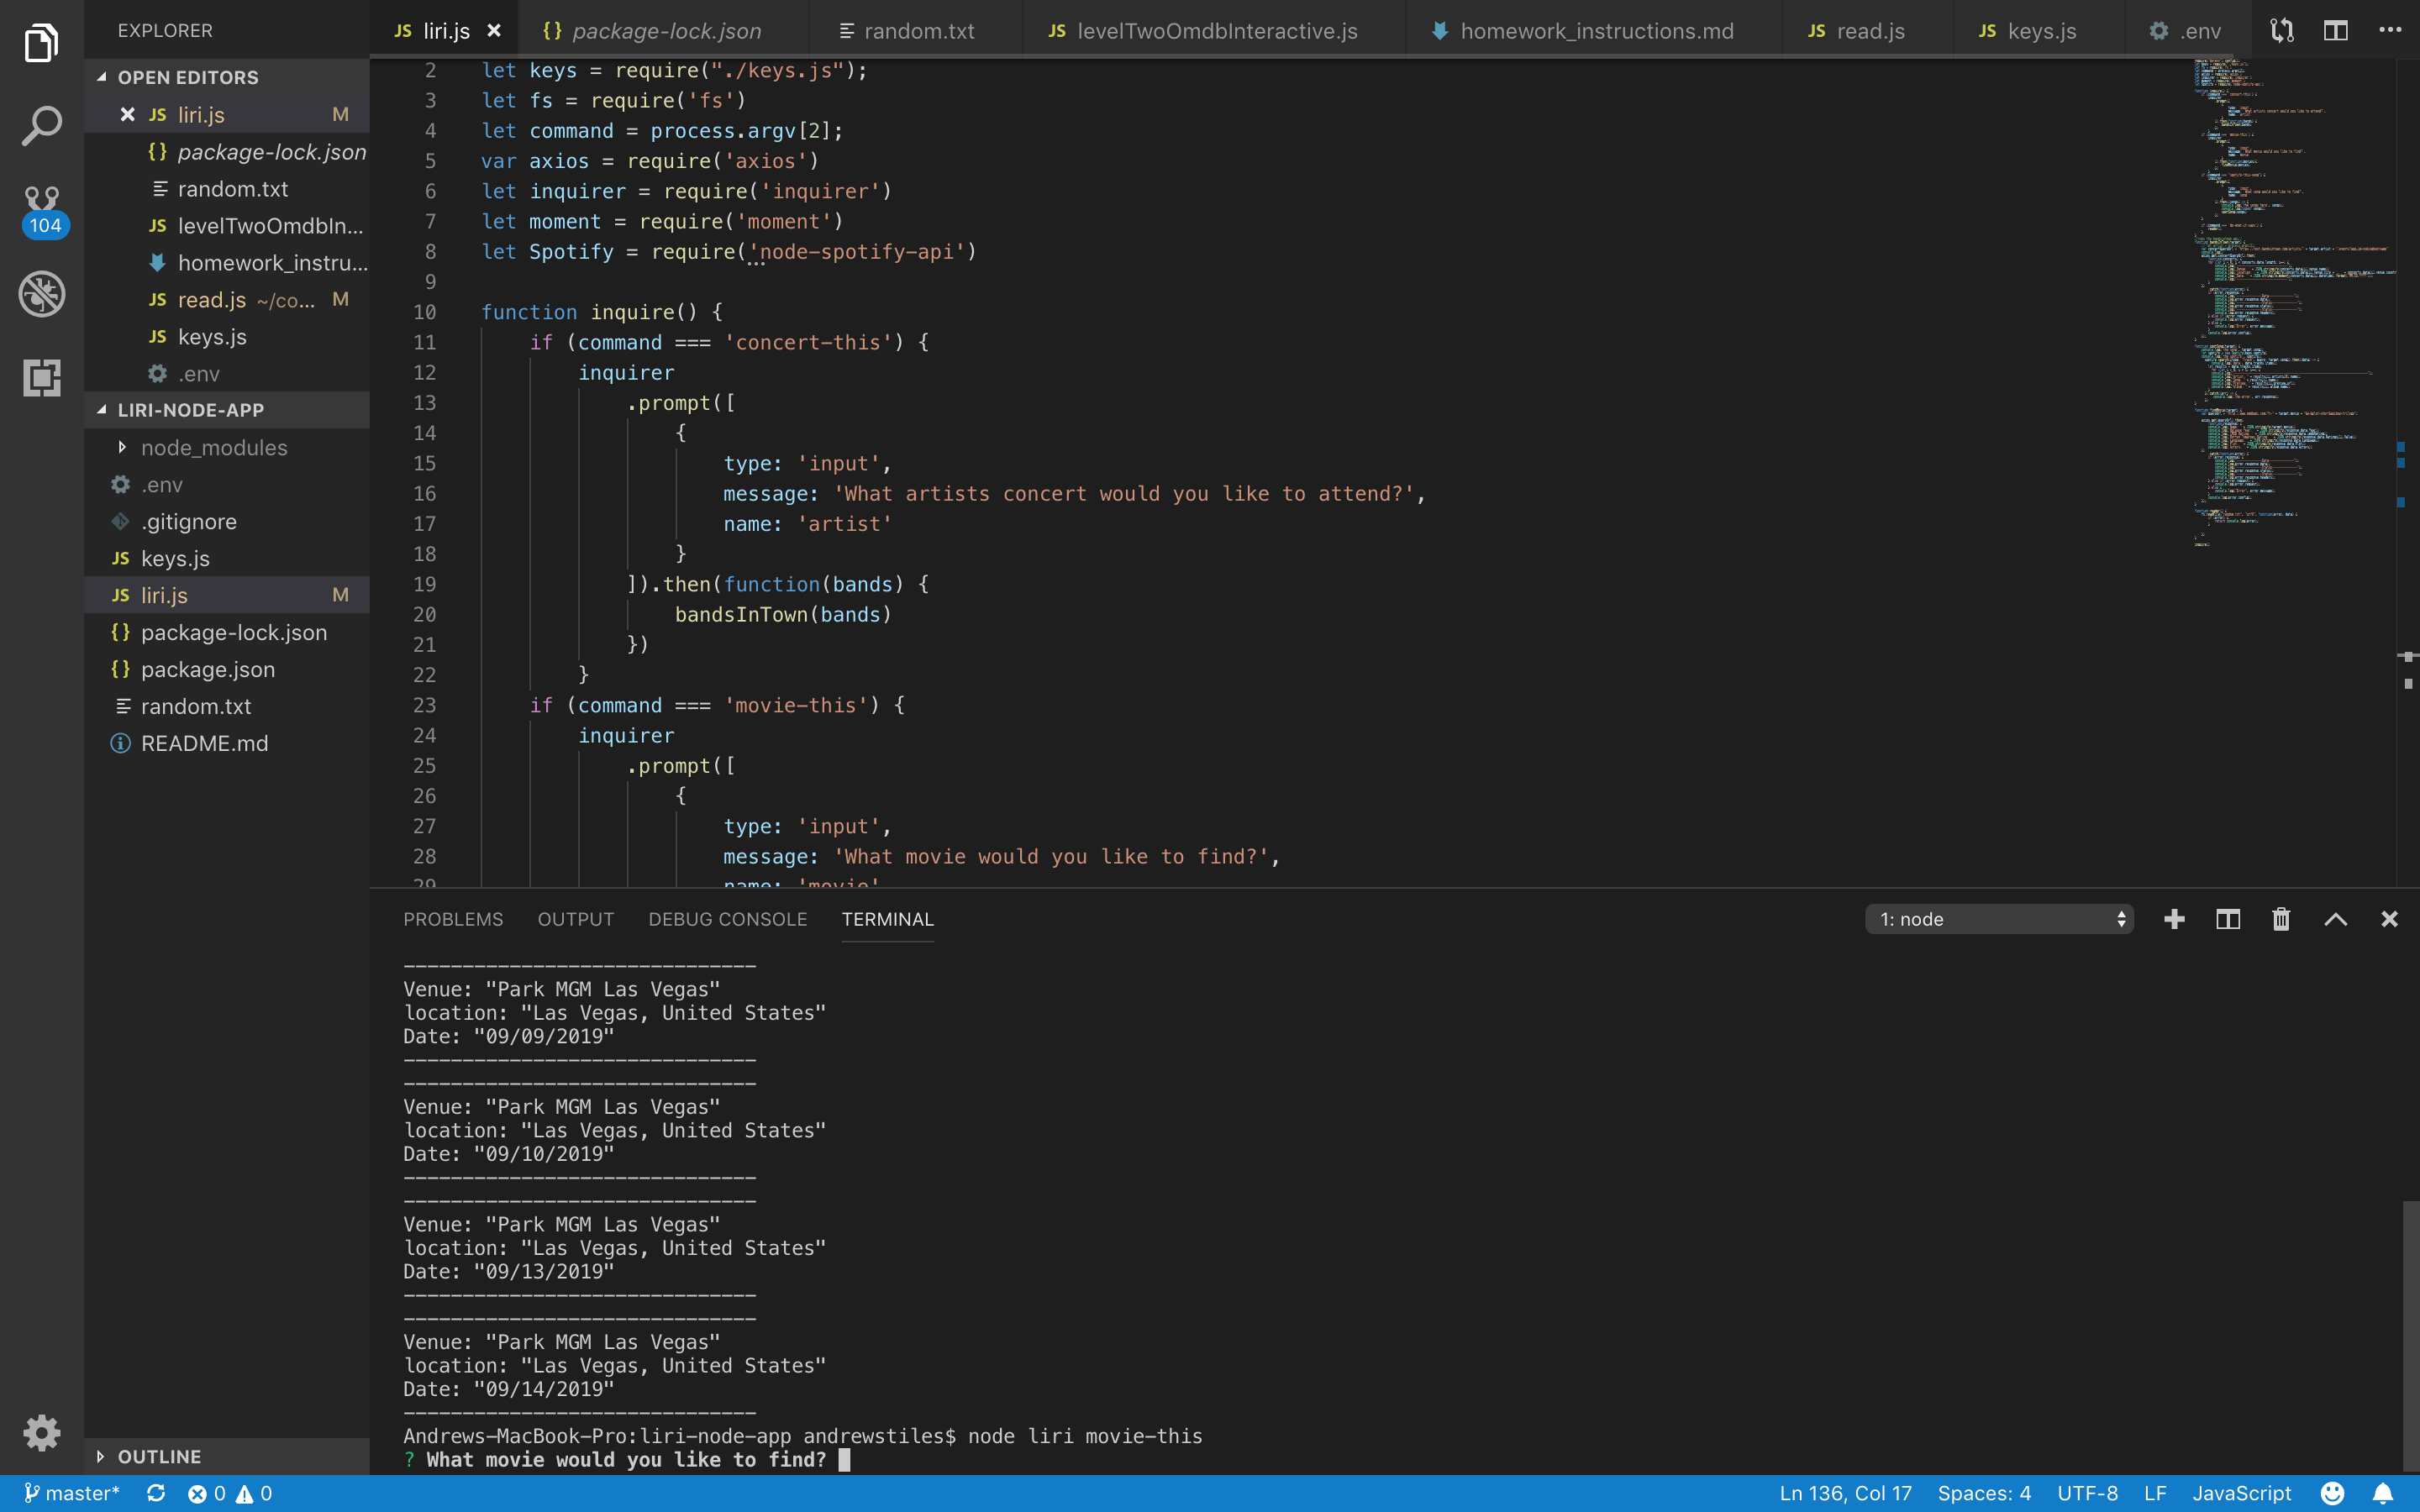 EXPLORER
OPEN EDITORS
JS liri.js M
{} package-lock.json
random.txt
JS levelTwoOmdbIn...
homework_instru...
JS read.js ~/co... M
JS keys.js
.env
LIRI-NODE-APP
node_modules
.env
.gitignore
JS keys.js
JS liri.js M
{} package-lock.json
{} package.json
random.txt
README.md
OUTLINE
104
JS liri.js {} package-lock.json random.txt JS levelTwoOmdbInteractive.js homework_instructions.md JS read.js JS keys.js .env
2 let keys = require("./keys.js");
3 let fs = require('fs')
4 let command = process.argv[2];
5 var axios = require('axios')
6 let inquirer = require('inquirer')
7 let moment = require('moment')
8 let Spotify = require('node-spotify-api')
9
10 function inquire() {
11 if (command === 'concert-this') {
12 inquirer
13 .prompt([
14 {
15 type: 'input',
16 message: 'What artists concert would you like to attend?',
17 name: 'artist'
18 }
19 ]).then(function(bands) {
20 bandsInTown(bands)
21 })
22 }
23 if (command === 'movie-this') {
24 inquirer
25 .prompt([
26 {
27 type: 'input',
28 message: 'What movie would you like to find?',
29 name: 'movie'
PROBLEMS OUTPUT DEBUG CONSOLE TERMINAL 1: node
------------------------------
Venue: "Park MGM Las Vegas"
location: "Las Vegas, United States"
Date: "09/09/2019"
------------------------------
------------------------------
Venue: "Park MGM Las Vegas"
location: "Las Vegas, United States"
Date: "09/10/2019"
------------------------------
------------------------------
Venue: "Park MGM Las Vegas"
location: "Las Vegas, United States"
Date: "09/13/2019"
------------------------------
------------------------------
Venue: "Park MGM Las Vegas"
location: "Las Vegas, United States"
Date: "09/14/2019"
------------------------------
Andrews-MacBook-Pro:liri-node-app andrewstiles$ node liri movie-this
? What movie would you like to find?
master* 0 0 Ln 136, Col 17 Spaces: 4 UTF-8 LF JavaScript